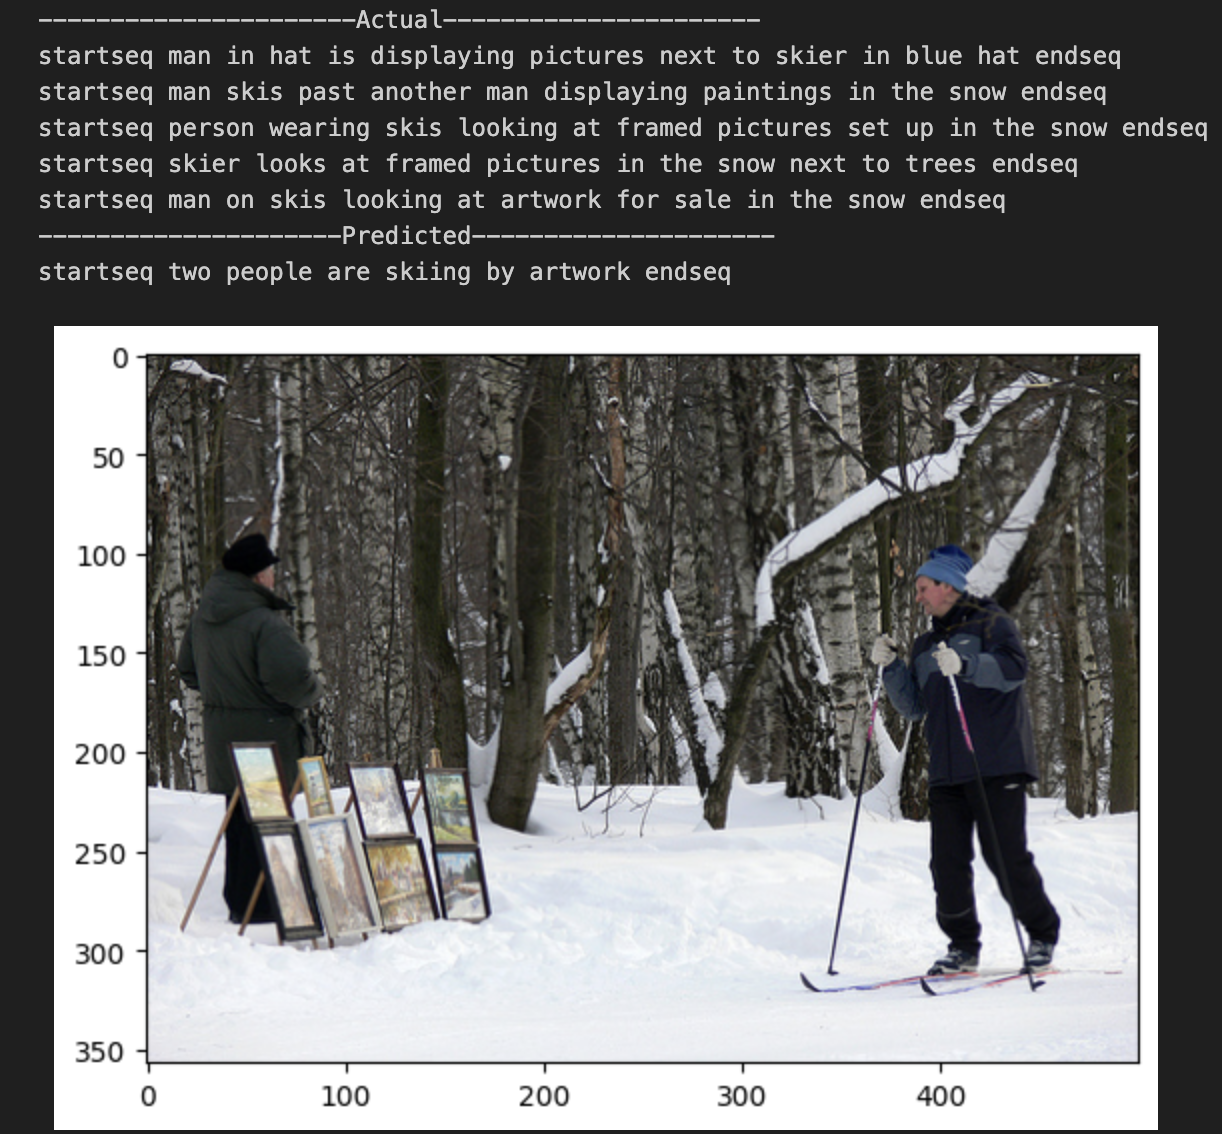 ----------------------Actual----------------------
startseq man in hat is displaying pictures next to skier in blue hat endseq
startseq man skis past another man displaying paintings in the snow endseq
startseq person wearing skis looking at framed pictures set up in the snow endseq
startseq skier looks at framed pictures in the snow next to trees endseq
startseq man on skis looking at artwork for sale in the snow endseq
---------------------Predicted---------------------
startseq two people are skiing by artwork endseq
0
50
100
150
200
250
300
350
0 100 200 300 400